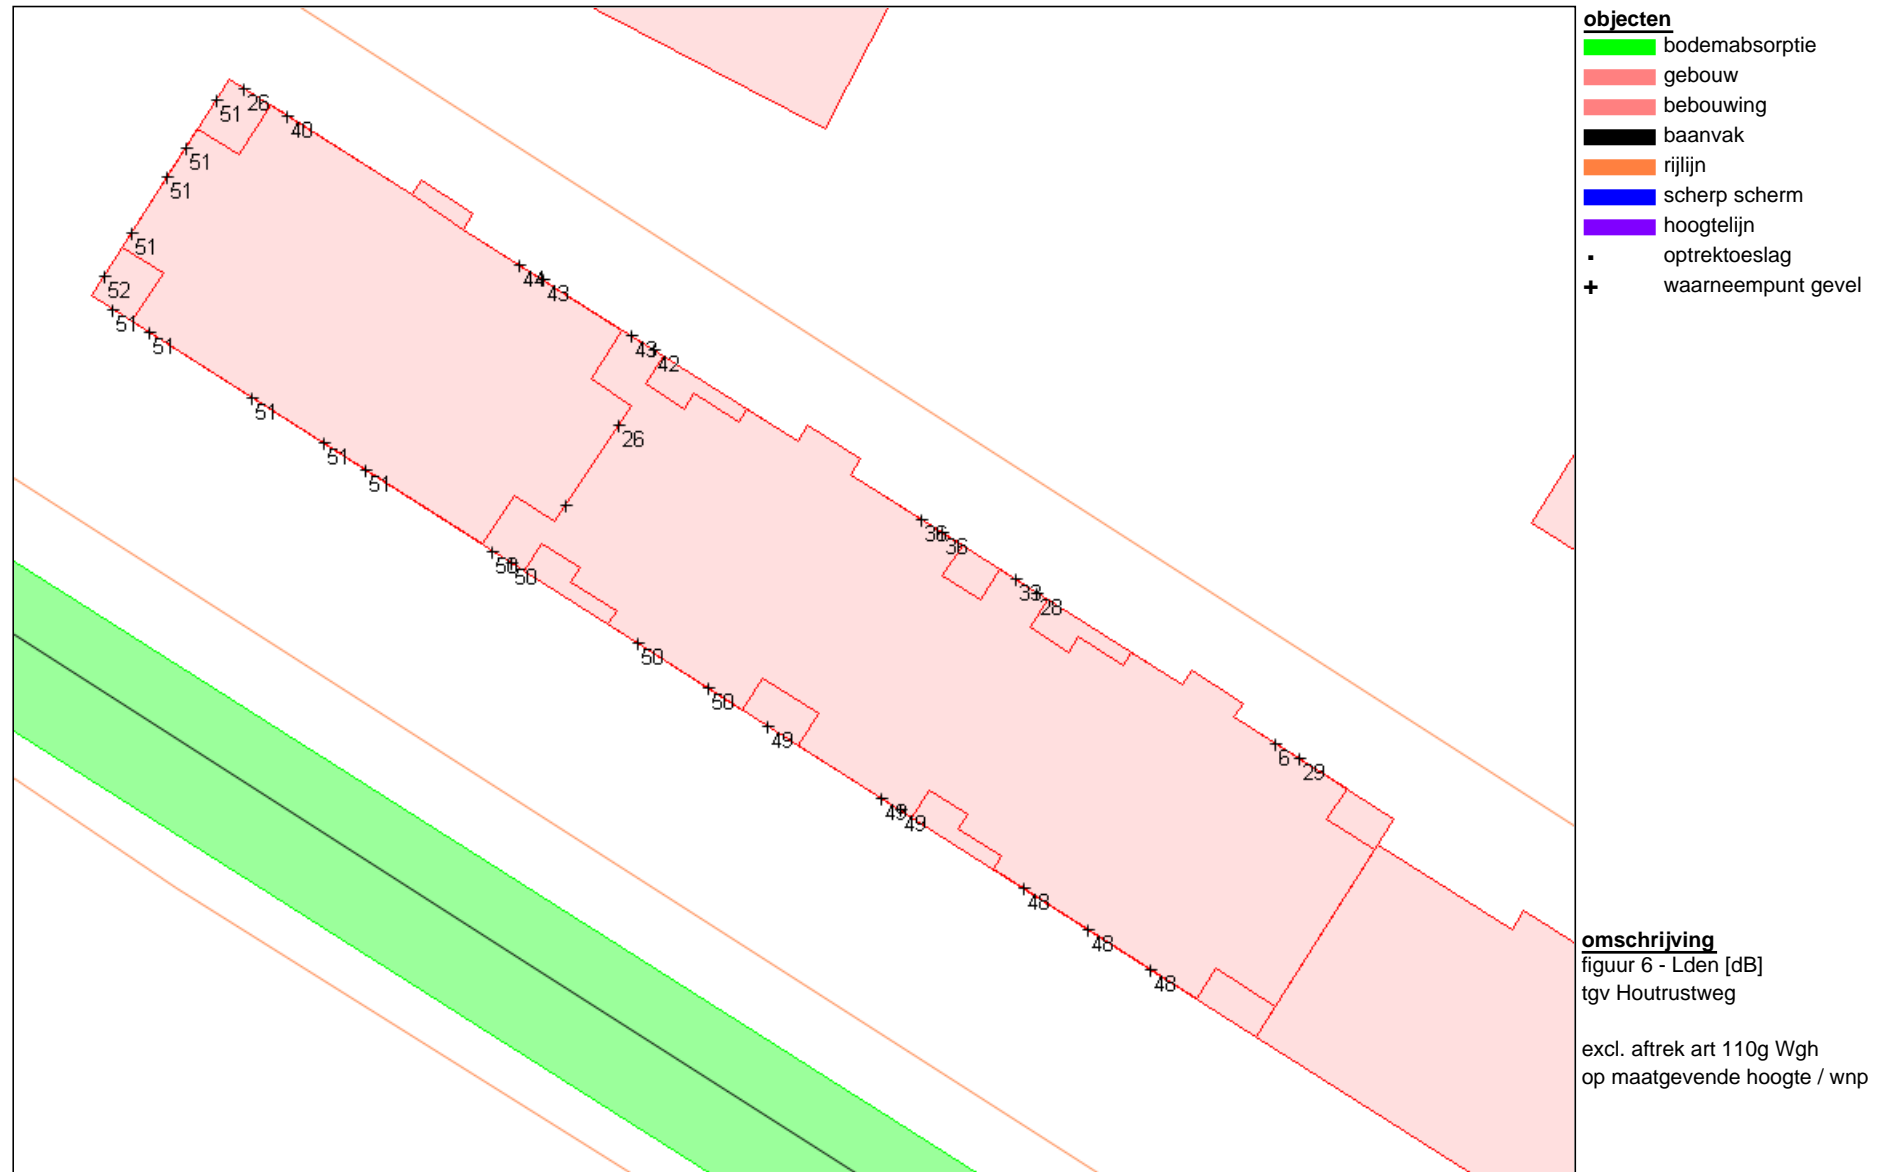 objecten
bodemabsorptie
gebouw
bebouwing
baanvak
rijlijn
scherp scherm
hoogtelijn
optrektoeslag
waarneempunt gevel
26
51
40
51
51
51
52
51
51
44
43
43
42
51
26
51
51
50
50
36
36
33
28
50
50
49
6
29
49
49
48
48
48
omschrijving
figuur 6 - Lden [dB]
tgv Houtrustweg
excl. aftrek art 110g Wgh
op maatgevende hoogte / wnp